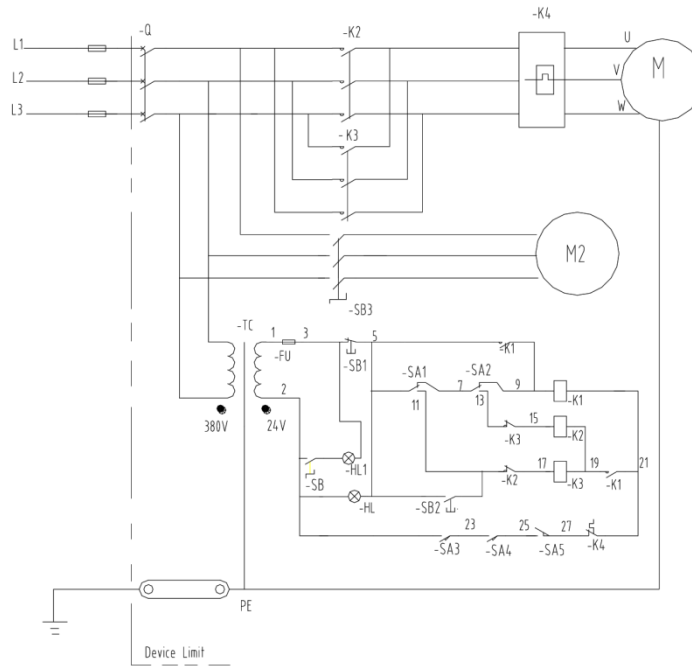 -Q -K2 -K4
L1 U
L2 V M
L3 W
-K3
M2
-SB3
-TC 1 3 5
-FU -SB1 -K1
-SA1 -SA2
2 7 9
11 13 -K1
380V 24V 15
-K3 -K2
-HL1 17 19 21
-SB -K2 -K3 -K1
-HL -SB2
23 25 27
-SA3 -SA4 -SA5 -K4
PE
Device Limit